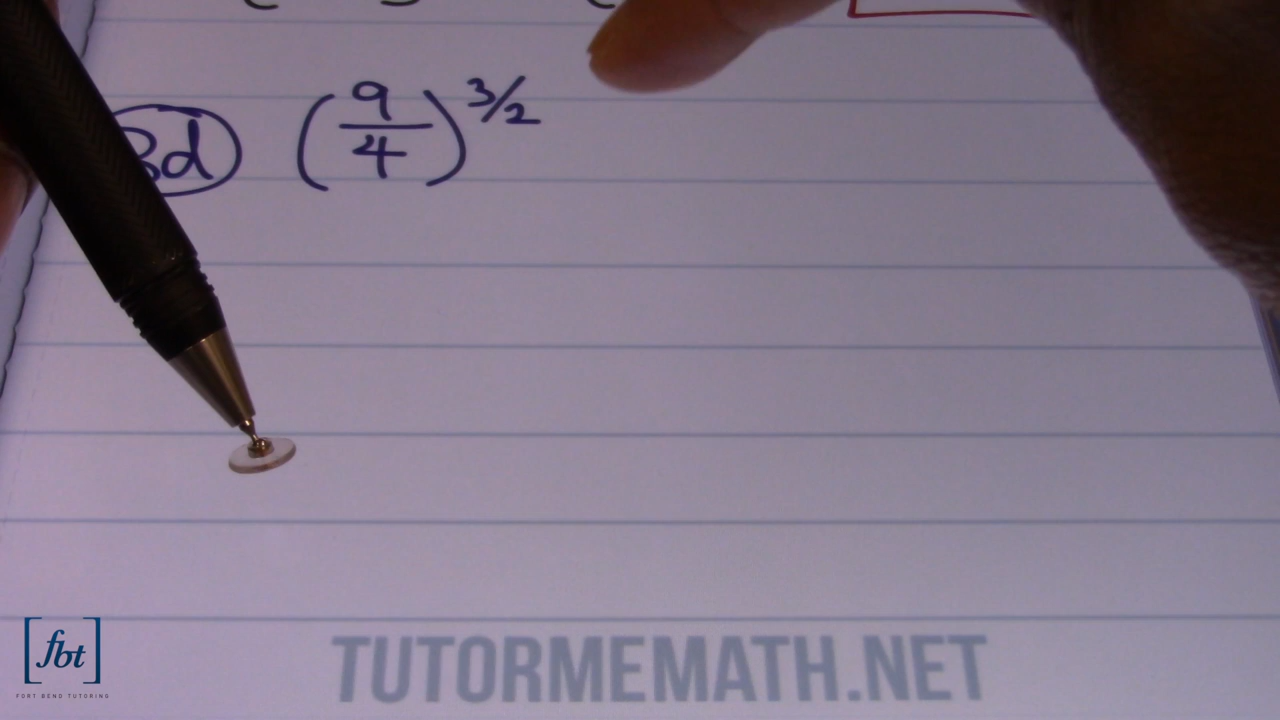 3d) (9/4)^3/2
[fbt]
FORT BEND TUTORING
TUTORMEMATH.NET